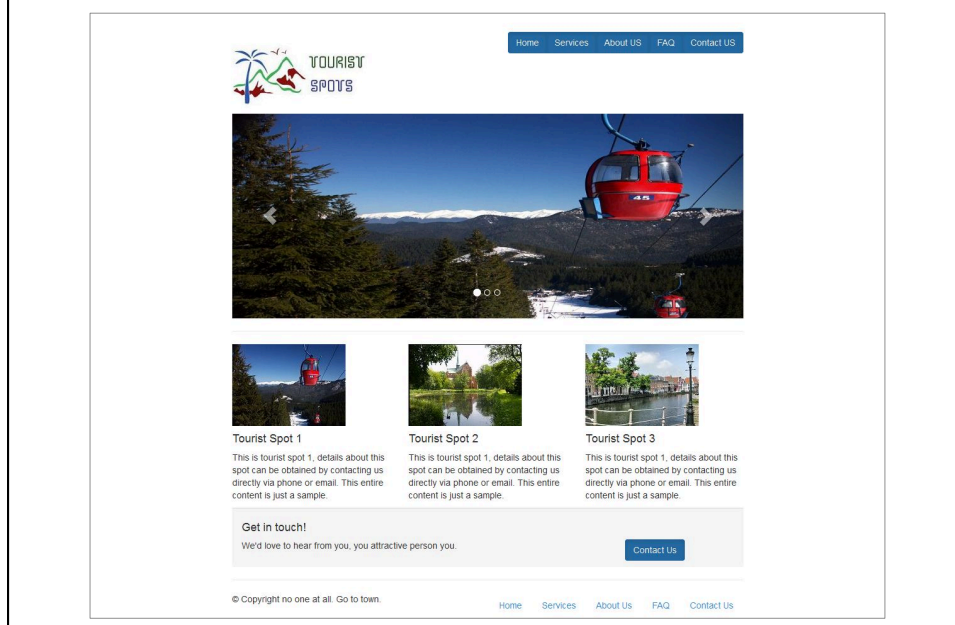 Home Services About US FAQ Contact US
TOURIST
SPOTS
45
Tourist Spot 1
This is tourist spot 1, details about this
spot can be obtained by contacting us
directly via phone or email. This entire
content is just a sample.
Tourist Spot 2
This is tourist spot 1, details about this
spot can be obtained by contacting us
directly via phone or email. This entire
content is just a sample.
Tourist Spot 3
This is tourist spot 1, details about this
spot can be obtained by contacting us
directly via phone or email. This entire
content is just a sample.
Get in touch!
We'd love to hear from you, you attractive person you.
Contact Us
© Copyright no one at all. Go to town.
Home Services About Us FAQ Contact Us